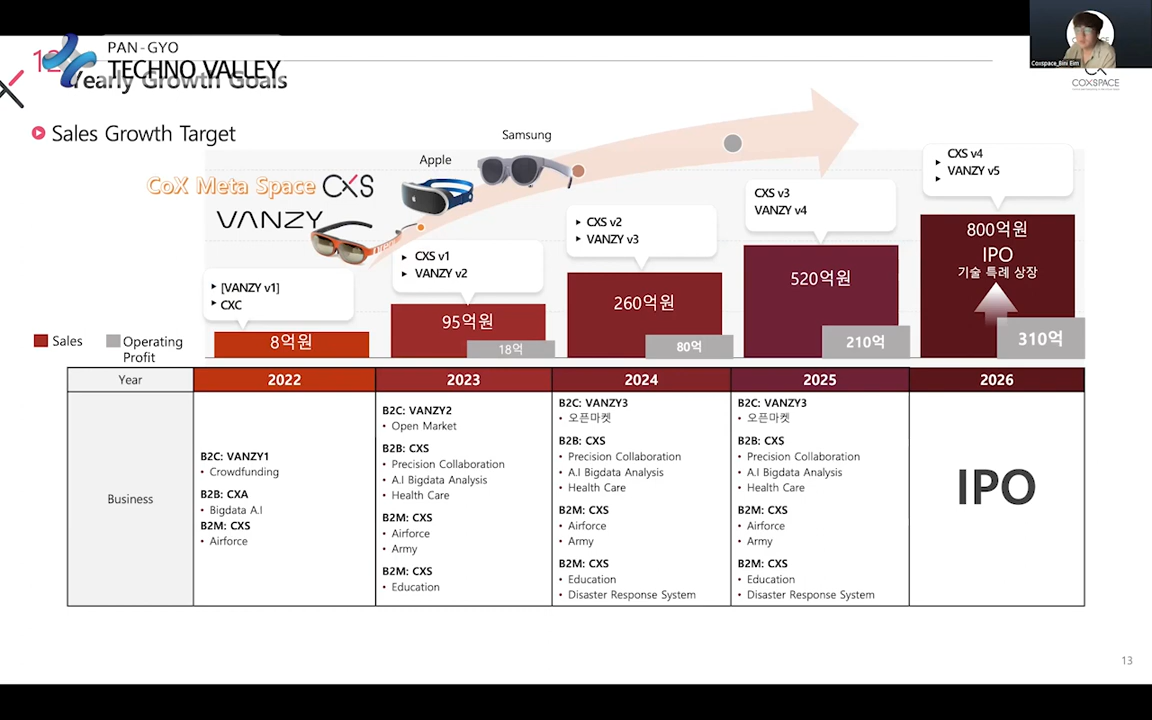 PAN-GYO
TECHNO VALLEY
12
Yearly Growth Goals
Coxspace_Bini Eim
COXSPACE
Sales Growth Target
Samsung
Apple
CoX Meta Space CXS
VANZY
[VANZY v1]
CXC
CXS v1
VANZY v2
CXS v2
VANZY v3
CXS v3
VANZY v4
CXS v4
VANZY v5
Sales
Operating
Profit
8억원
95억원
18억
260억원
80억
520억원
210억
800억원
IPO
기술 특례 상장
310억
Year
2022
2023
2024
2025
2026
Business
B2C: VANZY1
• Crowdfunding
B2B: CXA
• Bigdata A.I
B2M: CXS
• Airforce
B2C: VANZY2
• Open Market
B2B: CXS
• Precision Collaboration
• A.I Bigdata Analysis
• Health Care
B2M: CXS
• Airforce
• Army
B2M: CXS
• Education
B2C: VANZY3
• 오픈마켓
B2B: CXS
• Precision Collaboration
• A.I Bigdata Analysis
• Health Care
B2M: CXS
• Airforce
• Army
B2M: CXS
• Education
• Disaster Response System
B2C: VANZY3
• 오픈마켓
B2B: CXS
• Precision Collaboration
• A.I Bigdata Analysis
• Health Care
B2M: CXS
• Airforce
• Army
B2M: CXS
• Education
• Disaster Response System
IPO
13